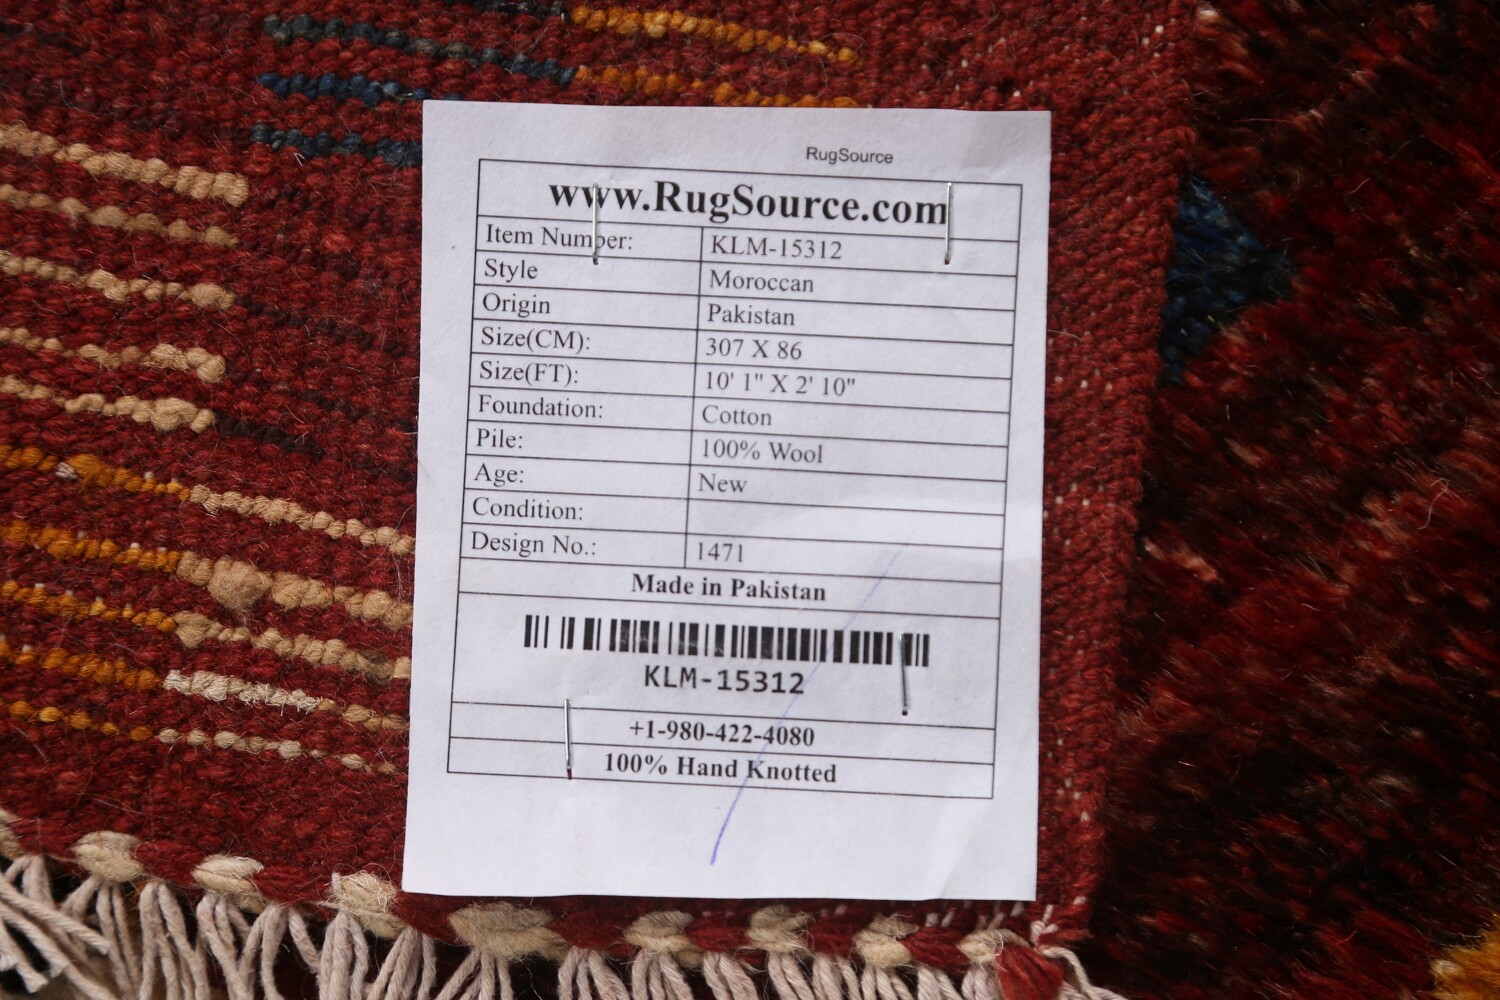 RugSource
www.RugSource.com
Item Number: KLM-15312
Style Moroccan
Origin Pakistan
Size(CM): 307 X 86
Size(FT): 10' 1" X 2' 10"
Foundation: Cotton
Pile: 100% Wool
Age: New
Condition:
Design No.: 1471
Made in Pakistan
KLM-15312
+1-980-422-4080
100% Hand Knotted